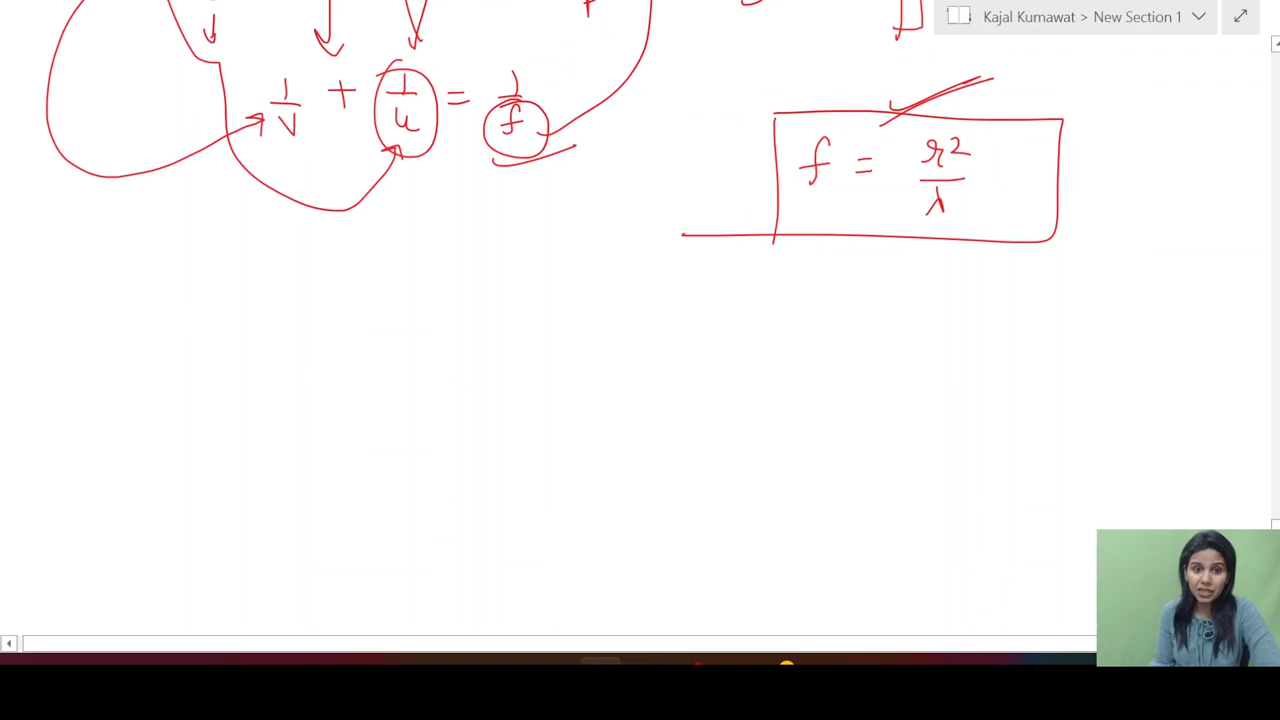 Kajal Kumawat > New Section 1
1/v + 1/u = 1/f
f = r²/λ